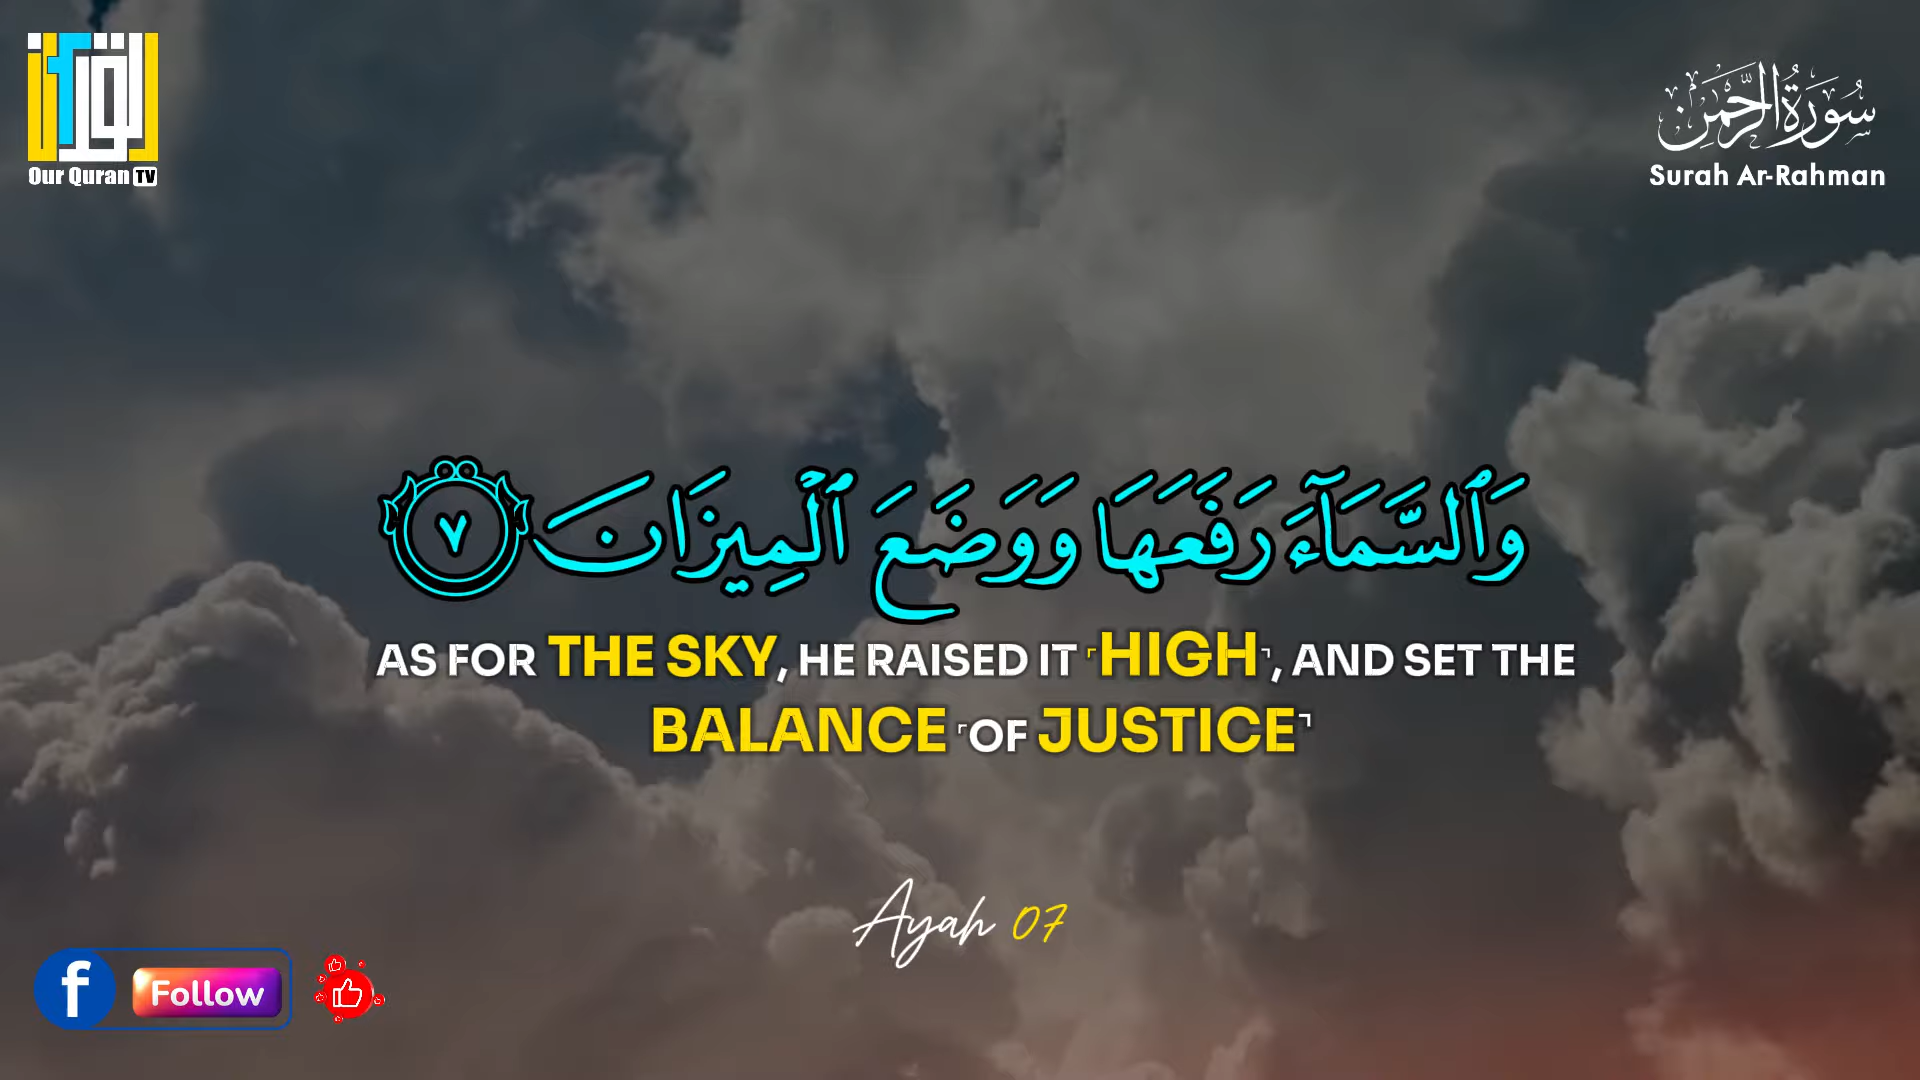 القرآن
Our Quran TV
سُورَةُ الرَّحْمَٰن
Surah Ar-Rahman
وَٱلسَّمَآءَ رَفَعَهَا وَوَضَعَ ٱلْمِيزَانَ ٧
AS FOR THE SKY, HE RAISED IT ⌜HIGH⌝, AND SET THE
BALANCE ⌜OF JUSTICE⌝
Ayah 07
f Follow